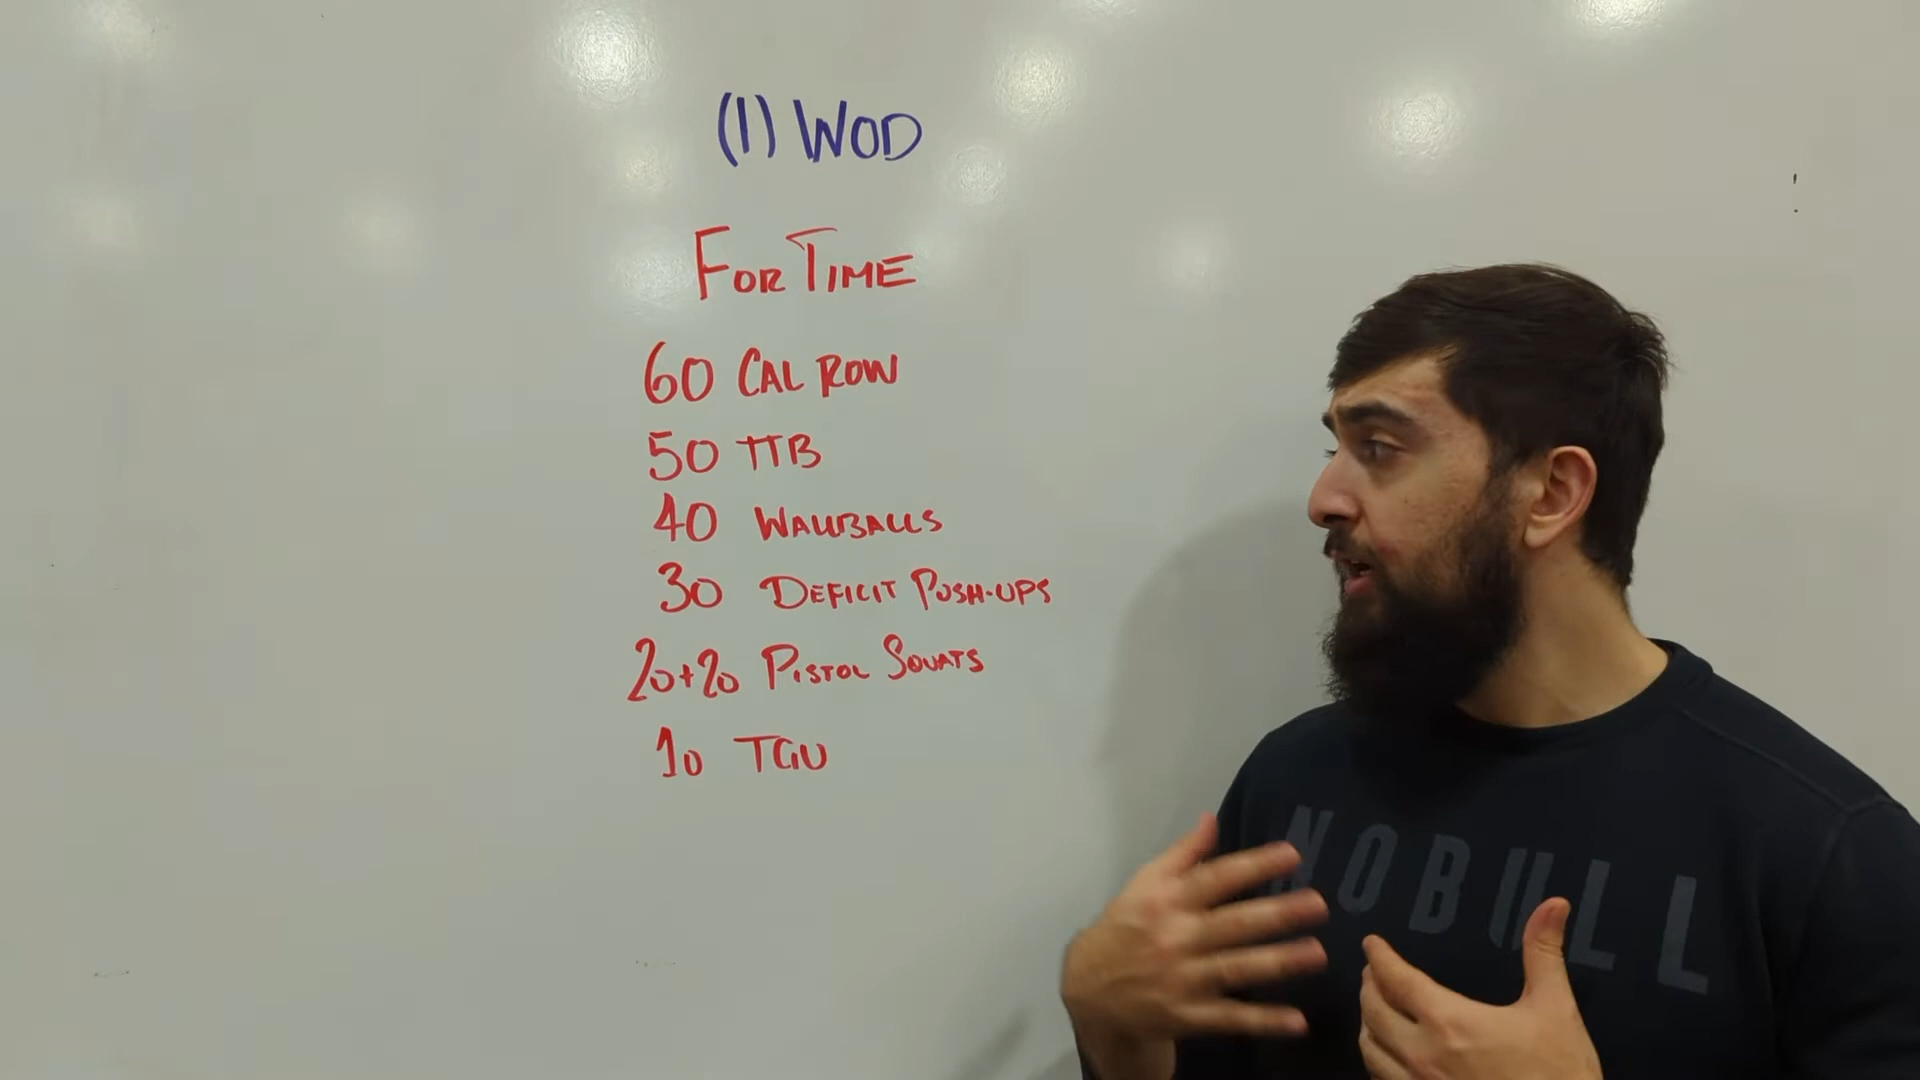 (1) WOD
FOR TIME
60 CAL ROW
50 TTB
40 WALLBALLS
30 DEFICIT PUSH-UPS
20+20 PISTOL SQUATS
10 TGU
NOBULL